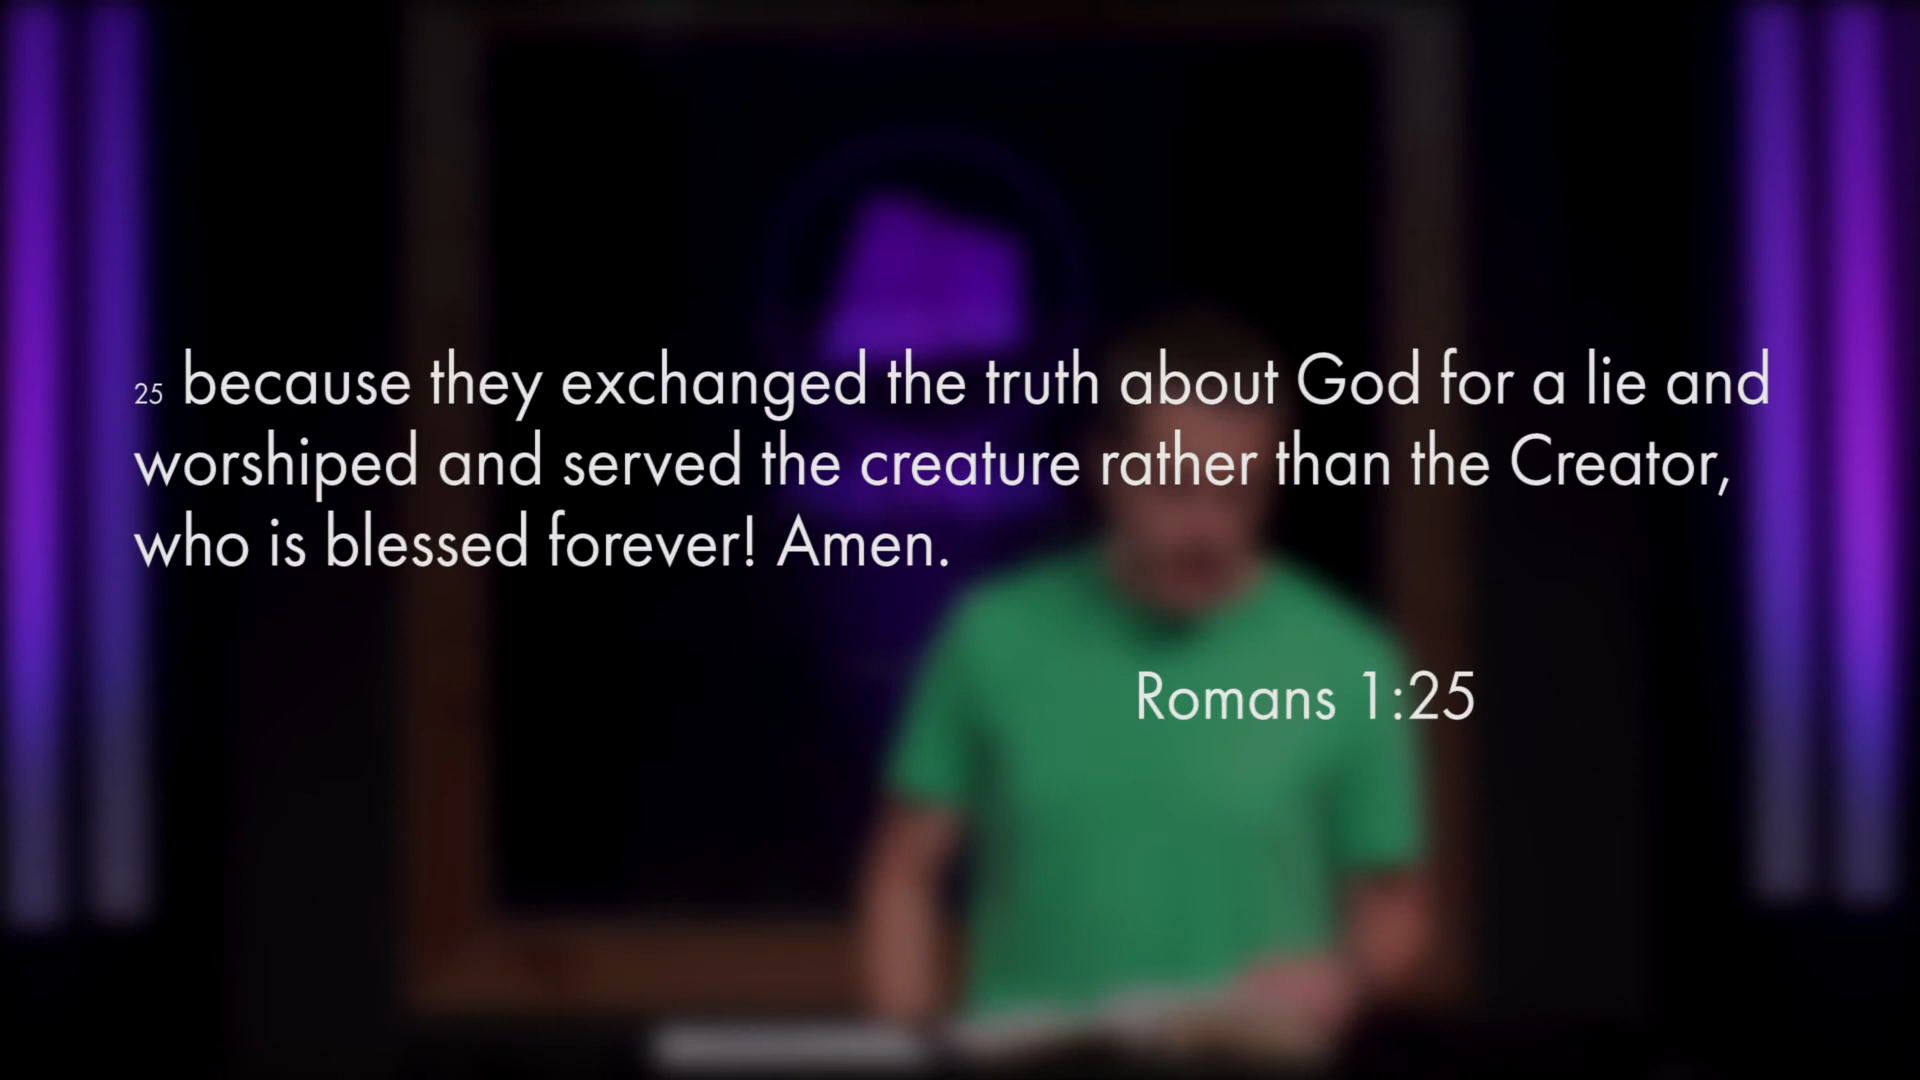 25 because they exchanged the truth about God for a lie and
worshiped and served the creature rather than the Creator,
who is blessed forever! Amen.
Romans 1:25